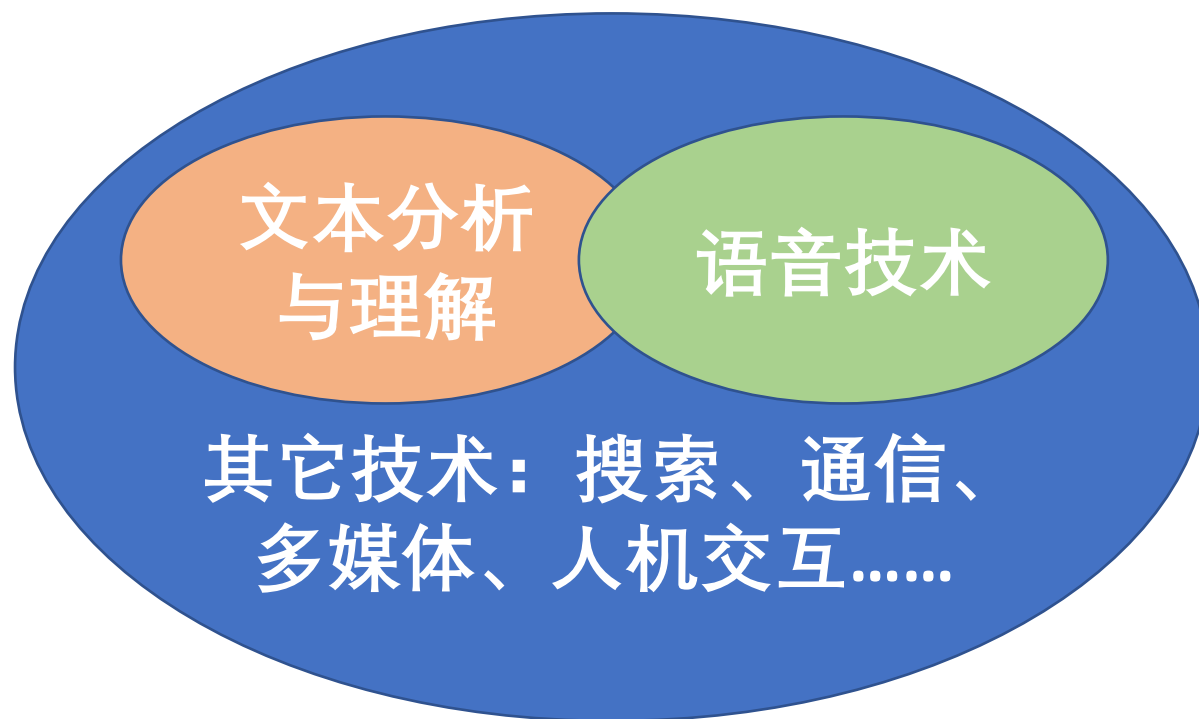 文本分析
与理解
语音技术
其它技术：搜索、通信、
多媒体、人机交互……